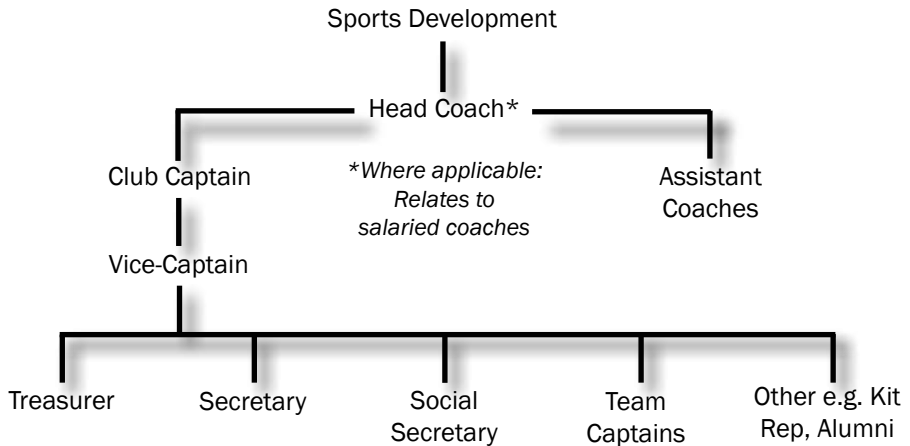 Sports Development
Head Coach*
*Where applicable:
Relates to
salaried coaches
Club Captain
Assistant
Coaches
Vice-Captain
Treasurer
Secretary
Social
Secretary
Team
Captains
Other e.g. Kit
Rep, Alumni